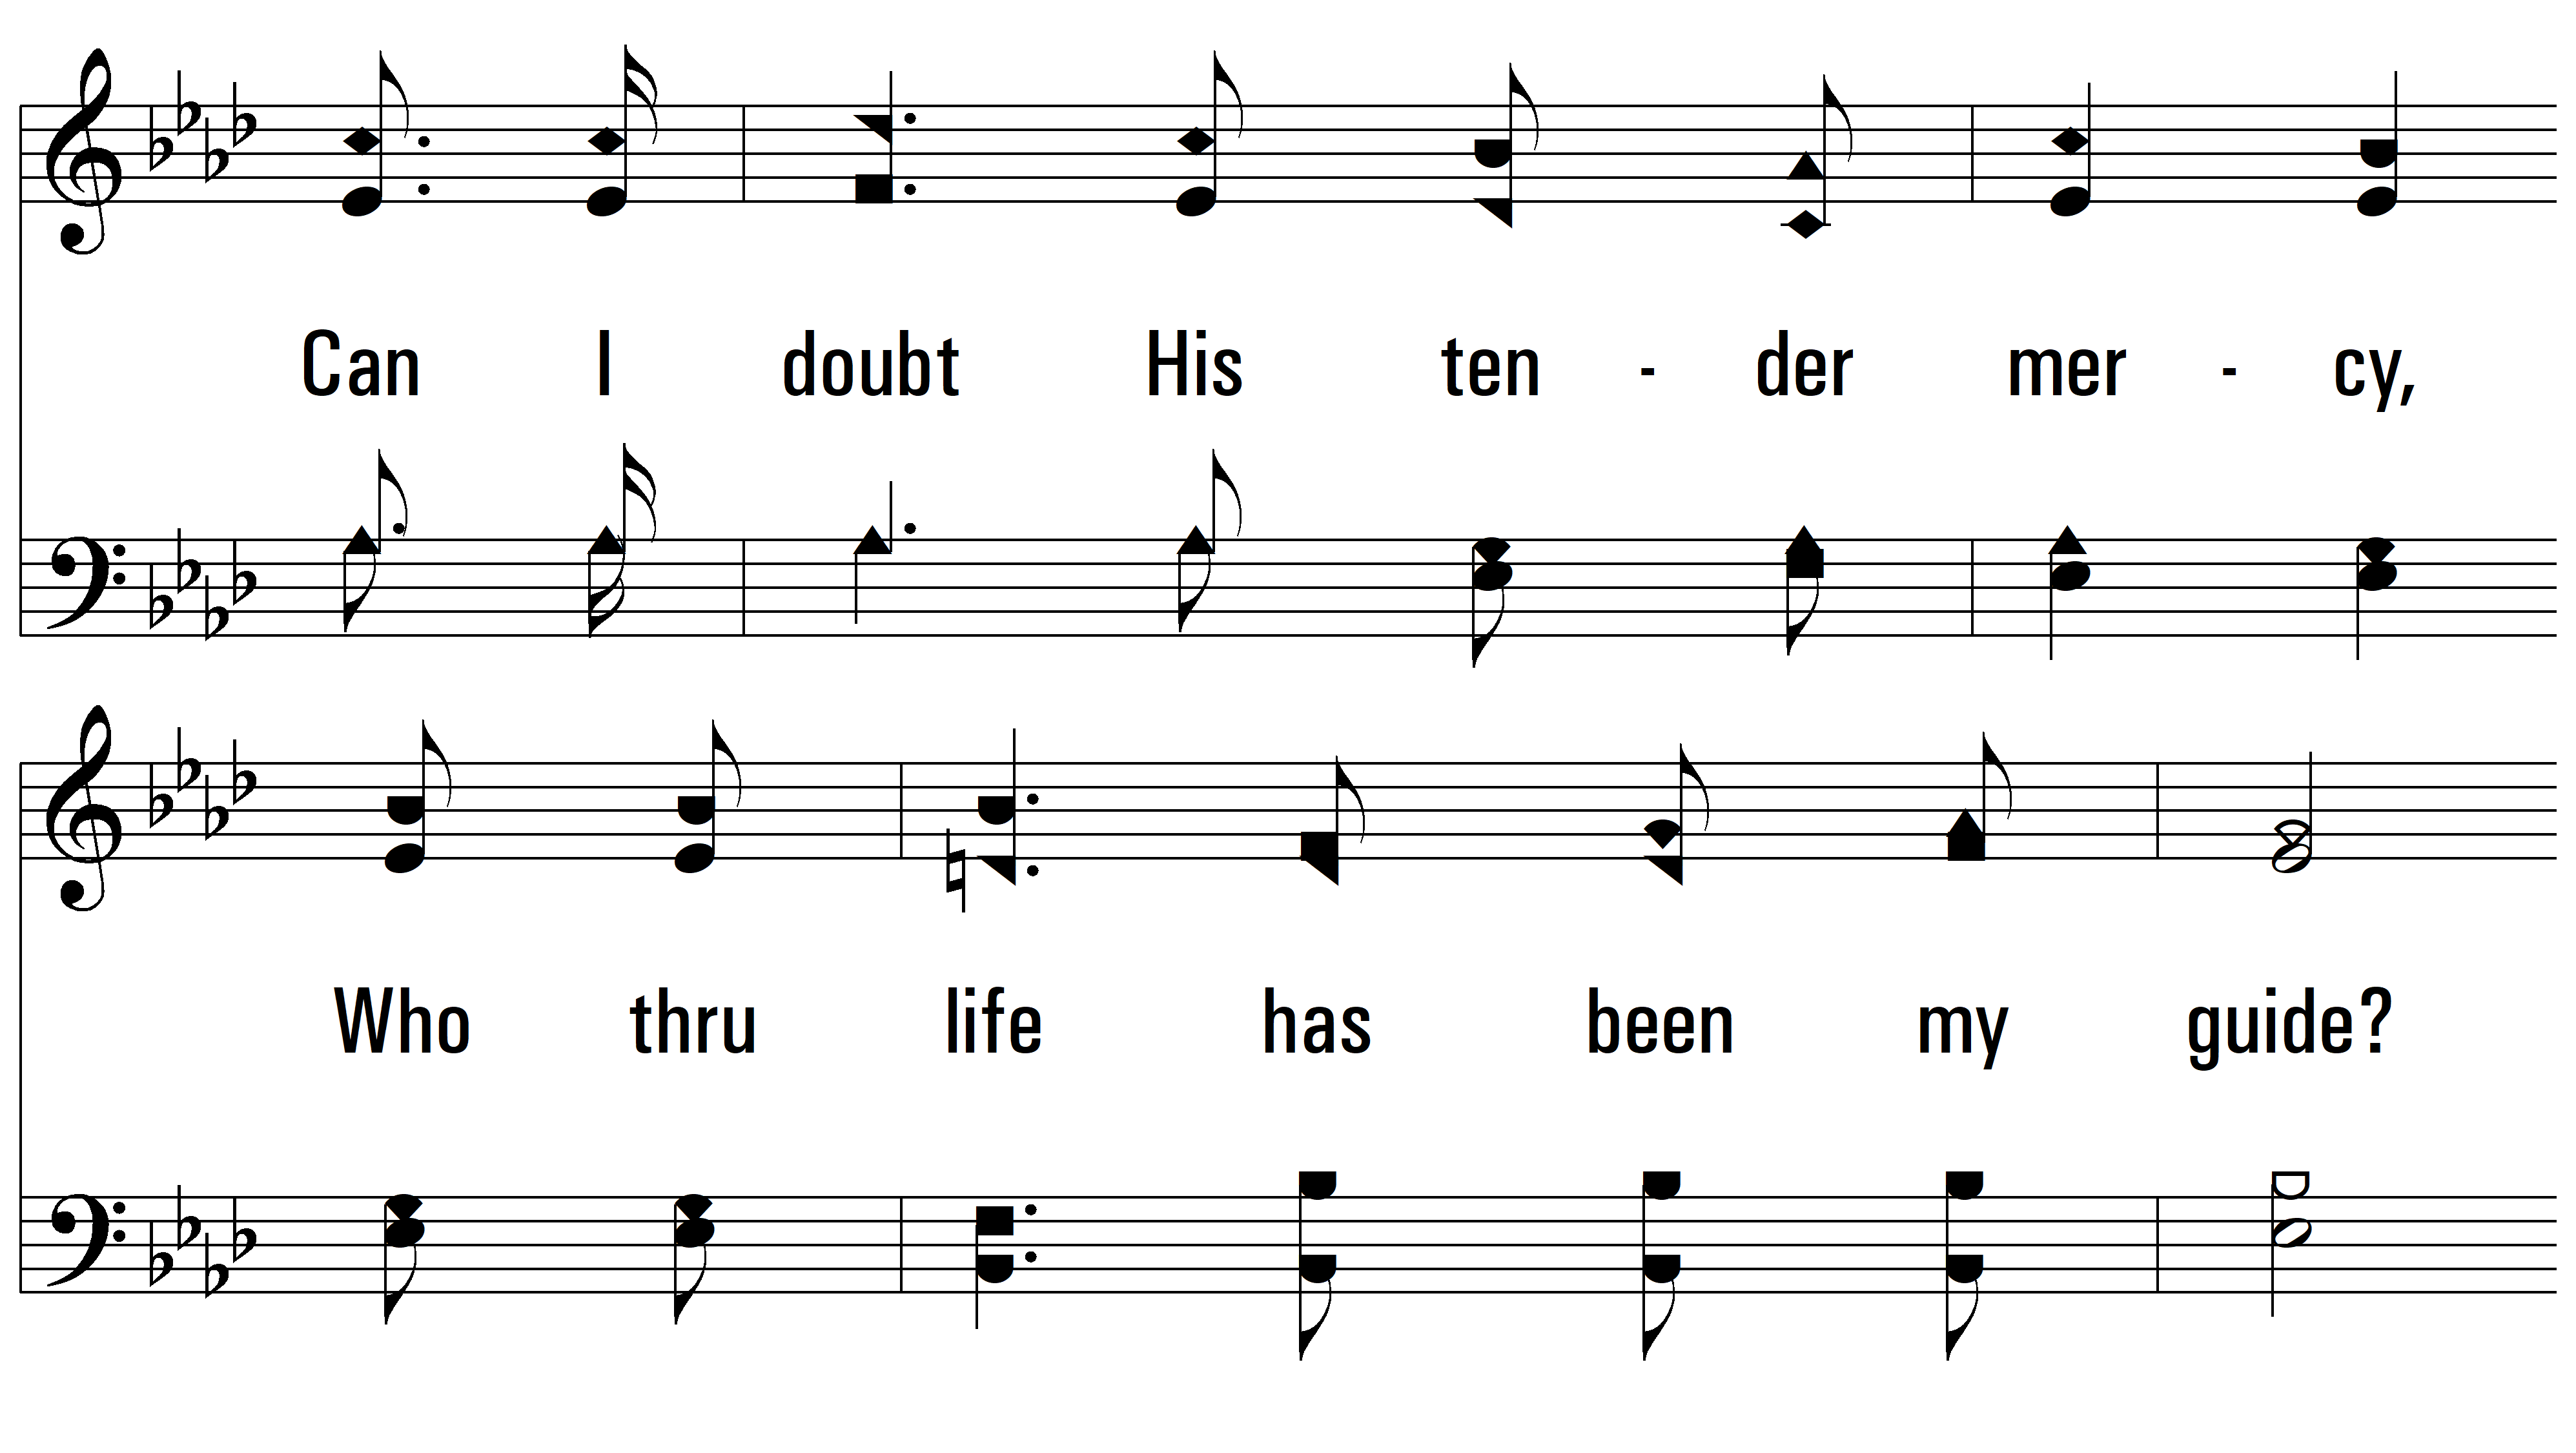 Can I doubt His ten - der mer - cy,
Who thru life has been my guide?